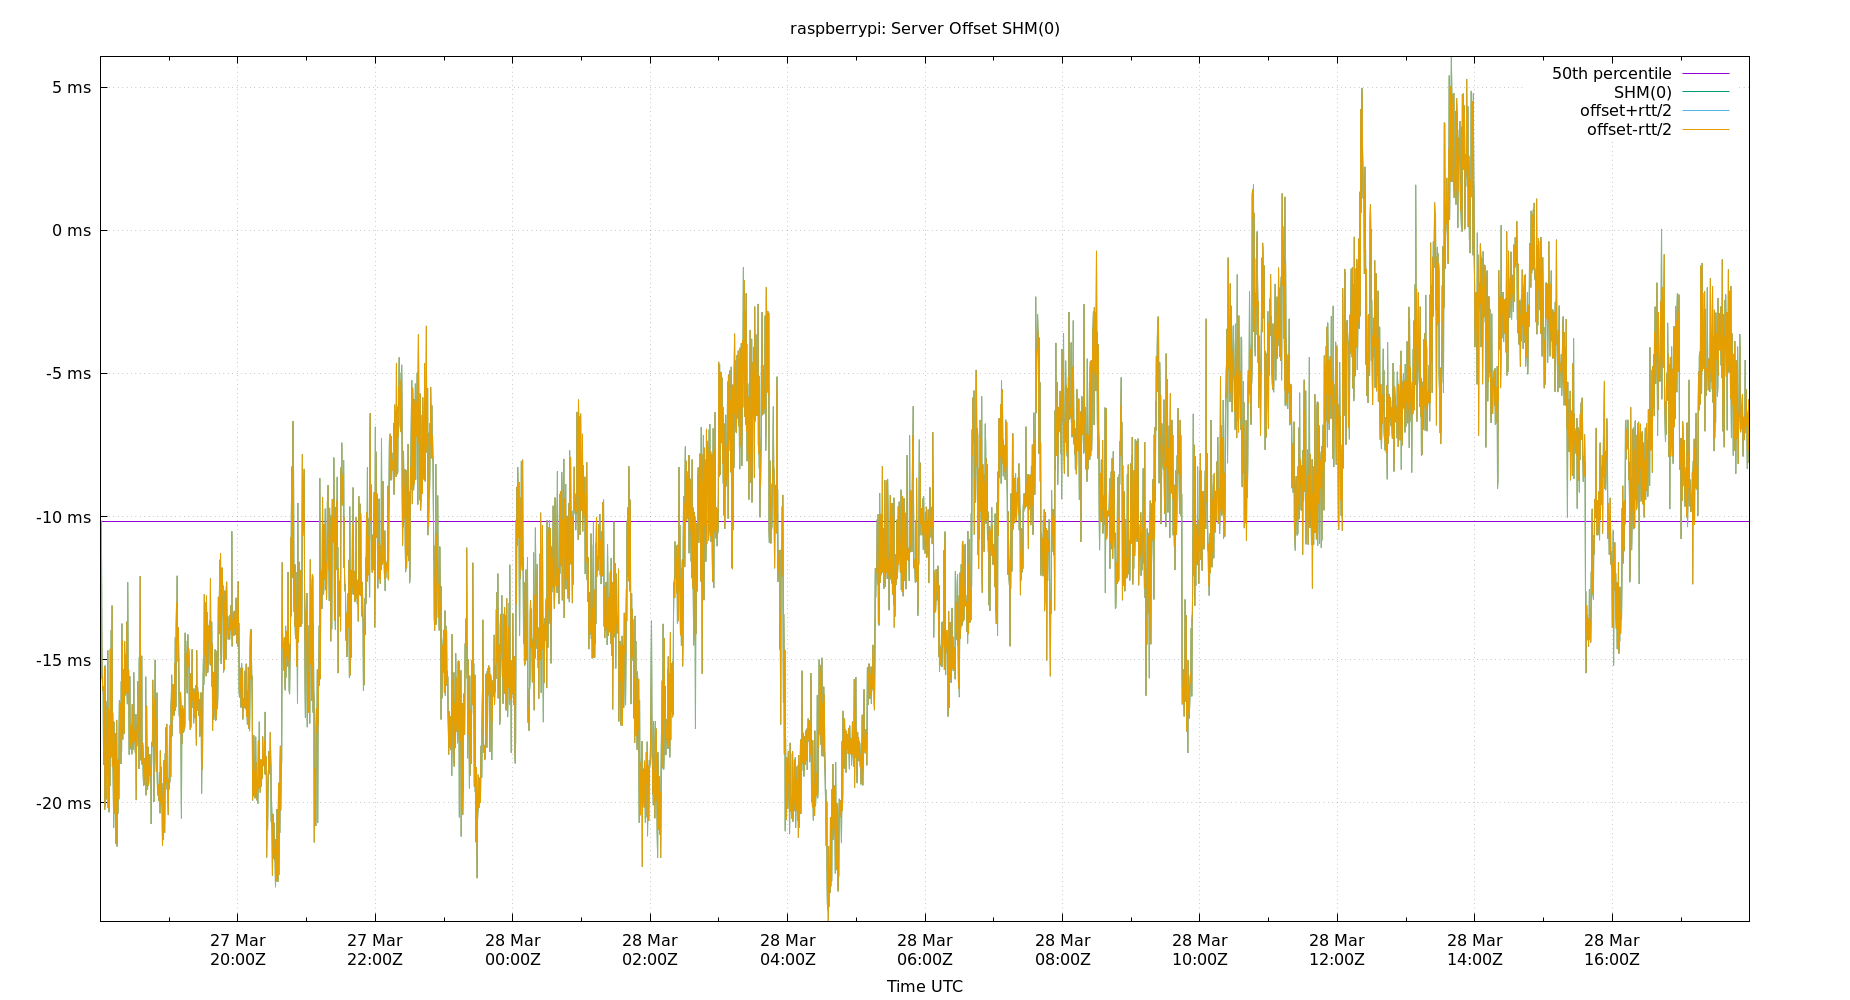 raspberrypi: Server Offset SHM(0)
50th percentile
SHM(0)
offset+rtt/2
offset-rtt/2
5 ms
0 ms
-5 ms
-10 ms
-15 ms
-20 ms
27 Mar 27 Mar 28 Mar 28 Mar 28 Mar 28 Mar 28 Mar 28 Mar 28 Mar 28 Mar 28 Mar
20:00Z 22:00Z 00:00Z 02:00Z 04:00Z 06:00Z 08:00Z 10:00Z 12:00Z 14:00Z 16:00Z
Time UTC